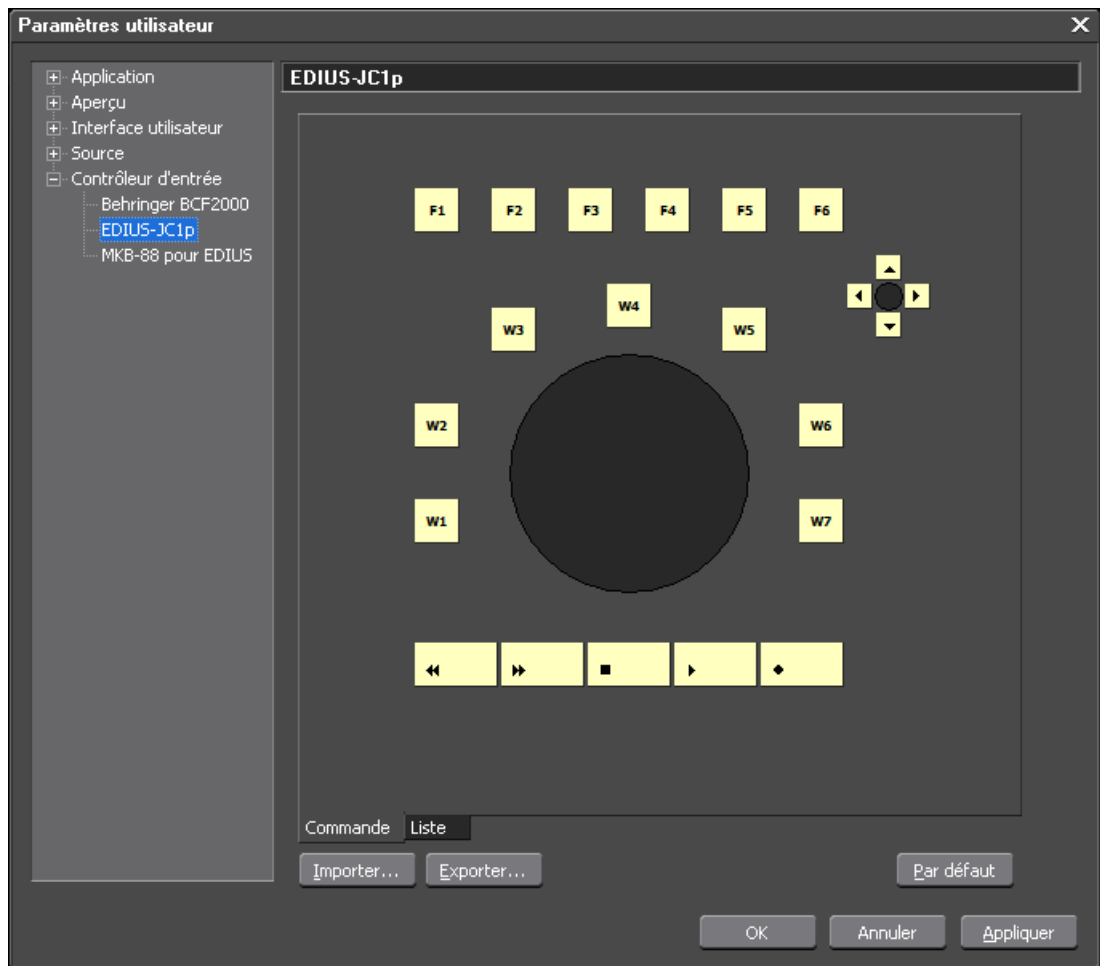 Paramètres utilisateur
Application
Aperçu
Interface utilisateur
Source
Contrôleur d'entrée
Behringer BCF2000
EDIUS-JC1p
MKB-88 pour EDIUS
EDIUS-JC1p
F1 F2 F3 F4 F5 F6
W4
W3 W5
W2 W6
W1 W7
Commande Liste
Importer... Exporter... Par défaut
OK Annuler Appliquer